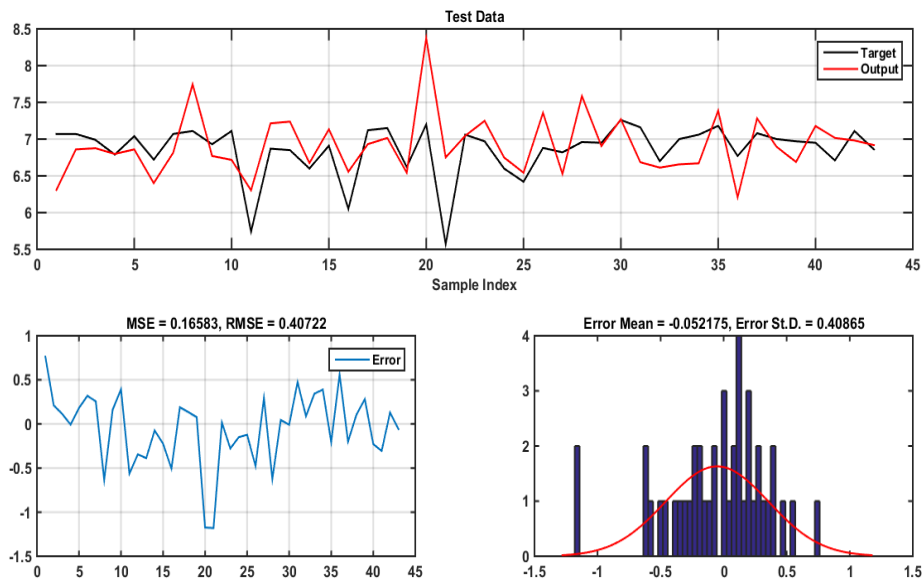 Test Data
8.5
8
7.5
7
6.5
6
5.5
Target
Output
0 5 10 15 20 25 30 35 40 45
Sample Index
MSE = 0.16583, RMSE = 0.40722
1
0.5
0
-0.5
-1
-1.5
Error
5 10 15 20 25 30 35 40 45
Error Mean = -0.052175, Error St.D. = 0.40865
4
3
2
1
0
-1.5 -1 -0.5 0 0.5 1 1.5